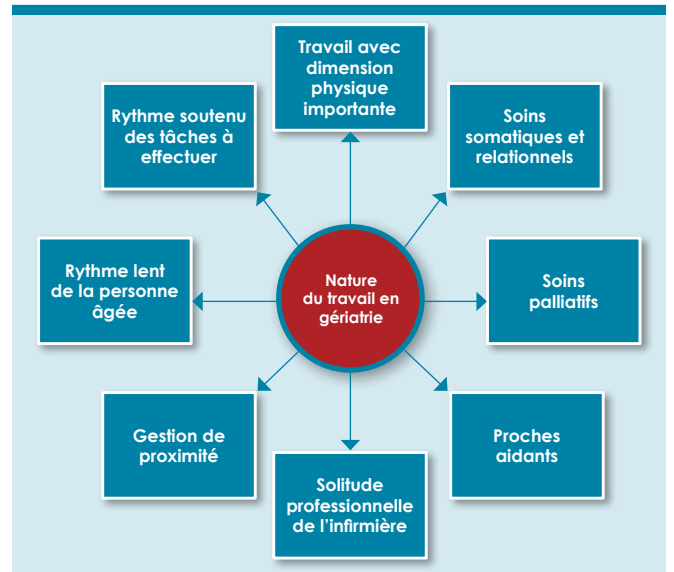 Travail avec
dimension
physique
importante
Rythme soutenu
des tâches à
effectuer
Soins
somatiques et
relationnels
Rythme lent
de la personne
âgée
Nature
du travail en
gériatrie
Soins
palliatifs
Gestion de
proximité
Solitude
professionnelle
de l'infirmière
Proches
aidants